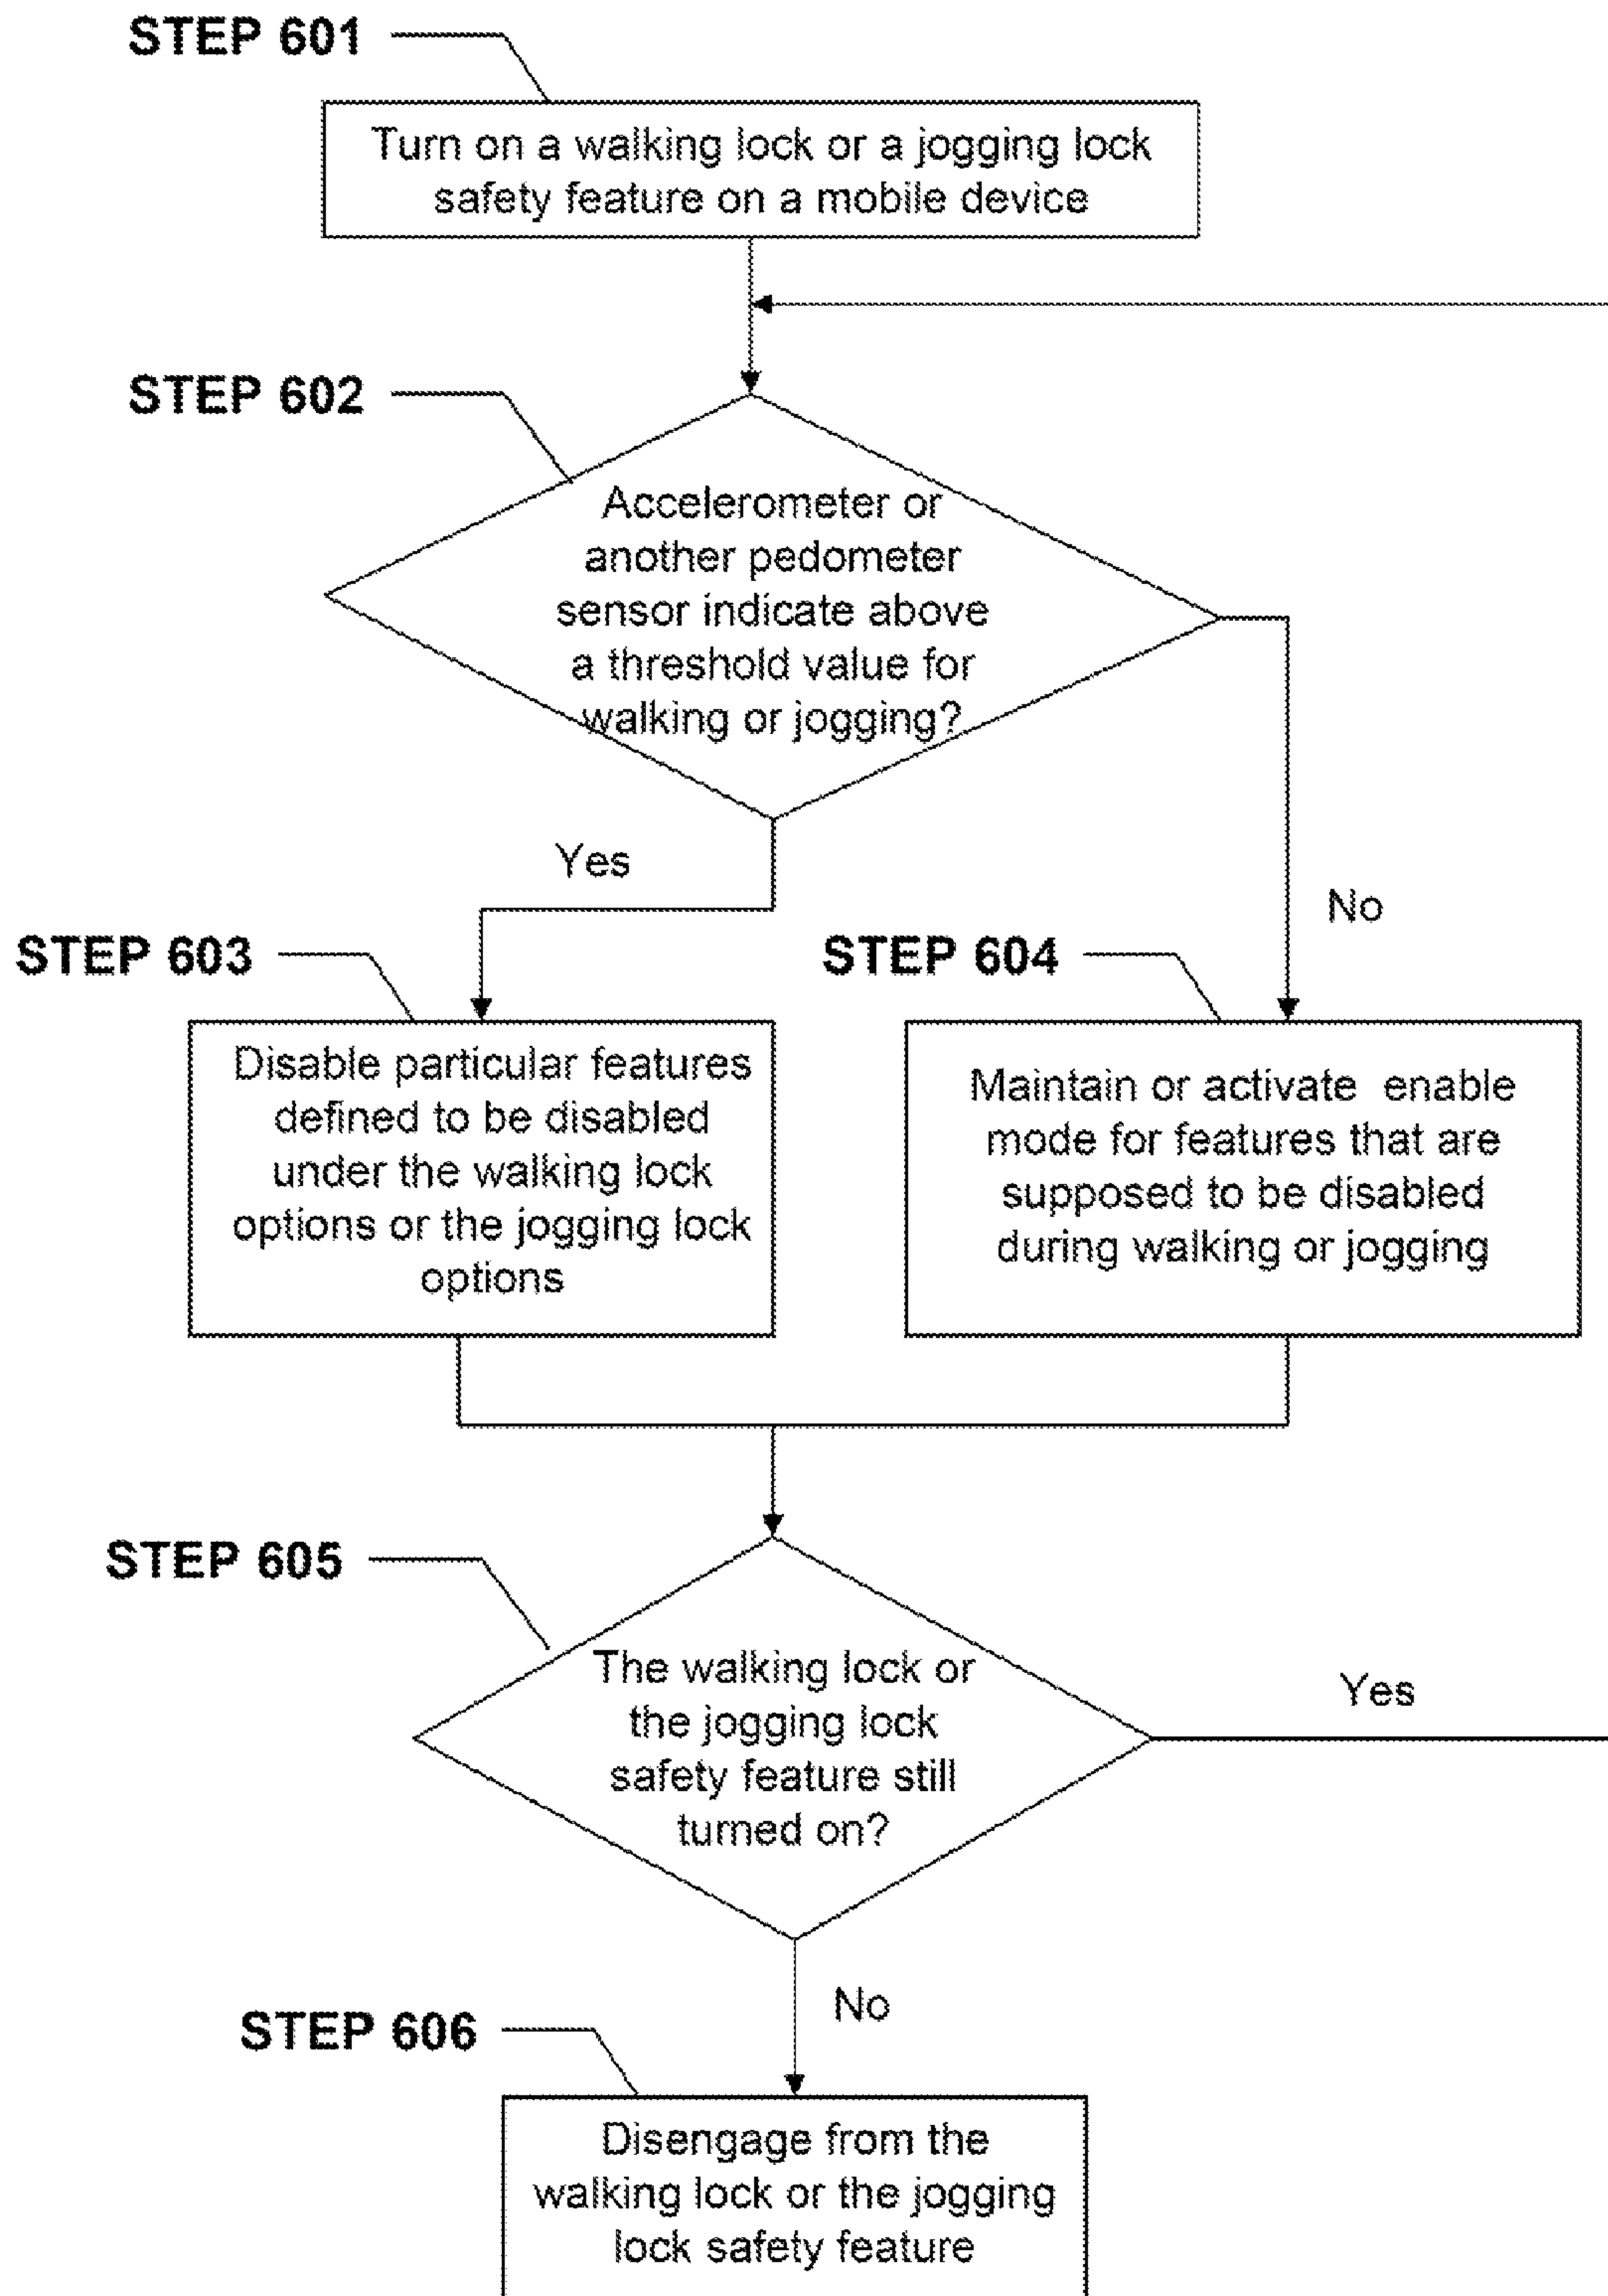 STEP 601
Turn on a walking lock or a jogging lock
safety feature on a mobile device
STEP 602
Accelerometer or
another pedometer
sensor indicate above
a threshold value for
walking or jogging?
Yes
No
STEP 603
Disable particular features
defined to be disabled
under the walking lock
options or the jogging lock
options
STEP 604
Maintain or activate enable
mode for features that are
supposed to be disabled
during walking or jogging
STEP 605
The walking lock or
the jogging lock
safety feature still
turned on?
Yes
No
STEP 606
Disengage from the
walking lock or the jogging
lock safety feature